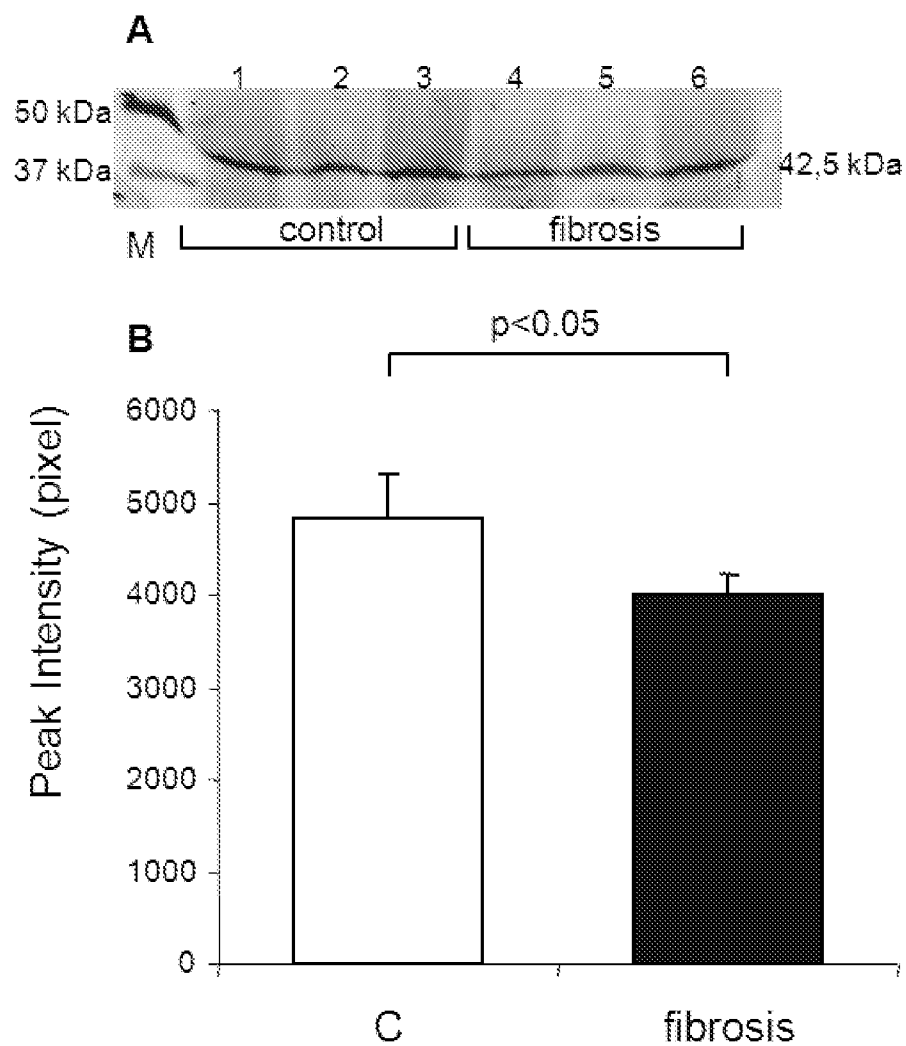 A
1 2 3 4 5 6
50 kDa
37 kDa 42,5 kDa
M control fibrosis
B p<0.05
Peak Intensity (pixel)
6000
5000
4000
3000
2000
1000
0
C fibrosis